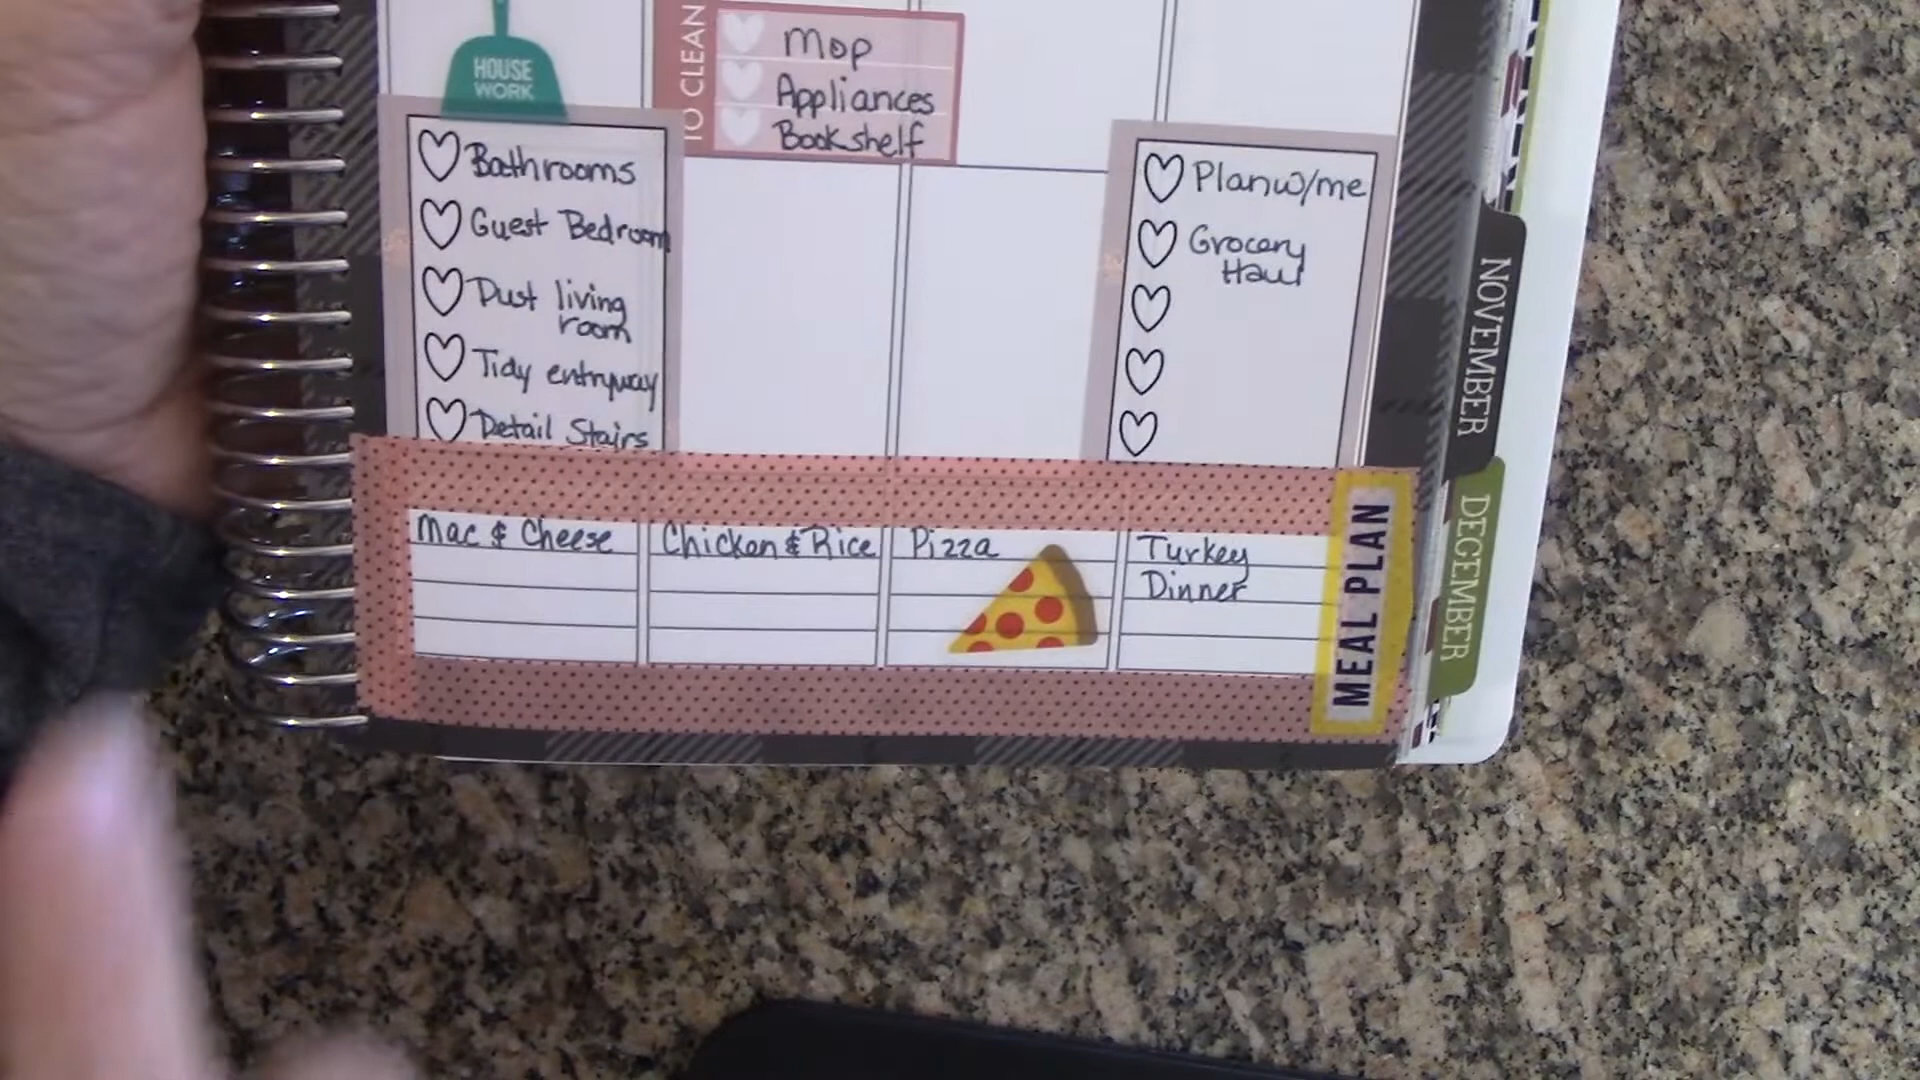 HOUSE
WORK
TO CLEAN
Mop
Appliances
Bookshelf
Bathrooms
Guest Bedroom
Dust living
room
Tidy entryway
Detail Stairs
Plan w/me
Grocery
Haul
Mac & Cheese
Chicken & Rice
Pizza
Turkey
Dinner
MEAL PLAN
NOVEMBER
DECEMBER